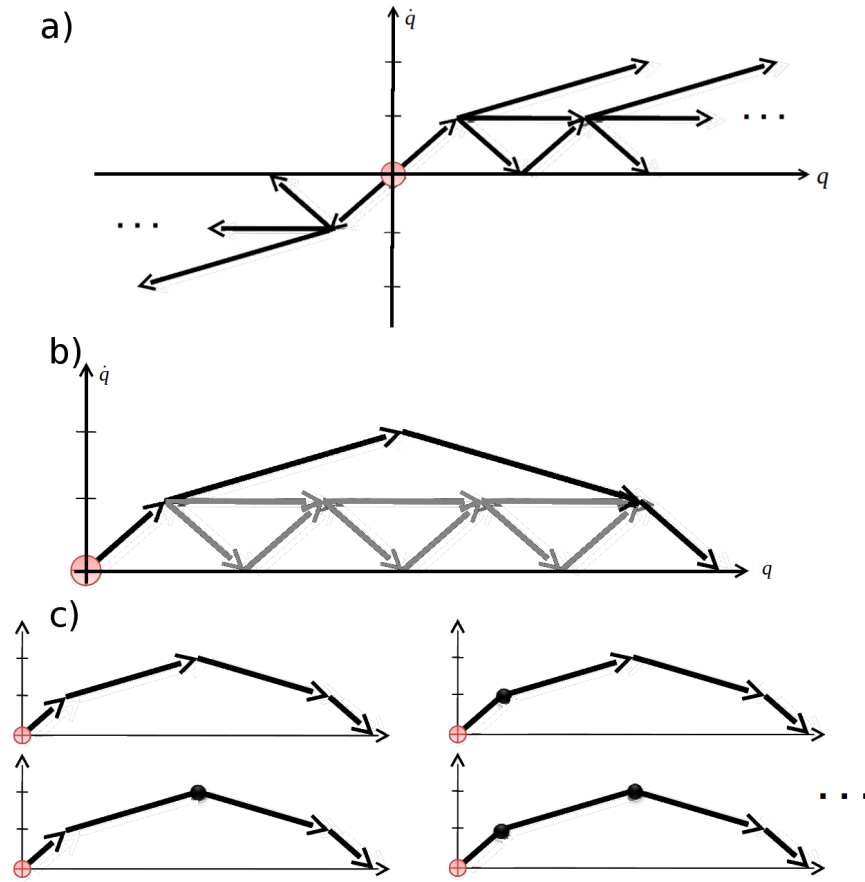 a)
q̇
. . .
q
. . .
b)
q̇
q
c)
. . .